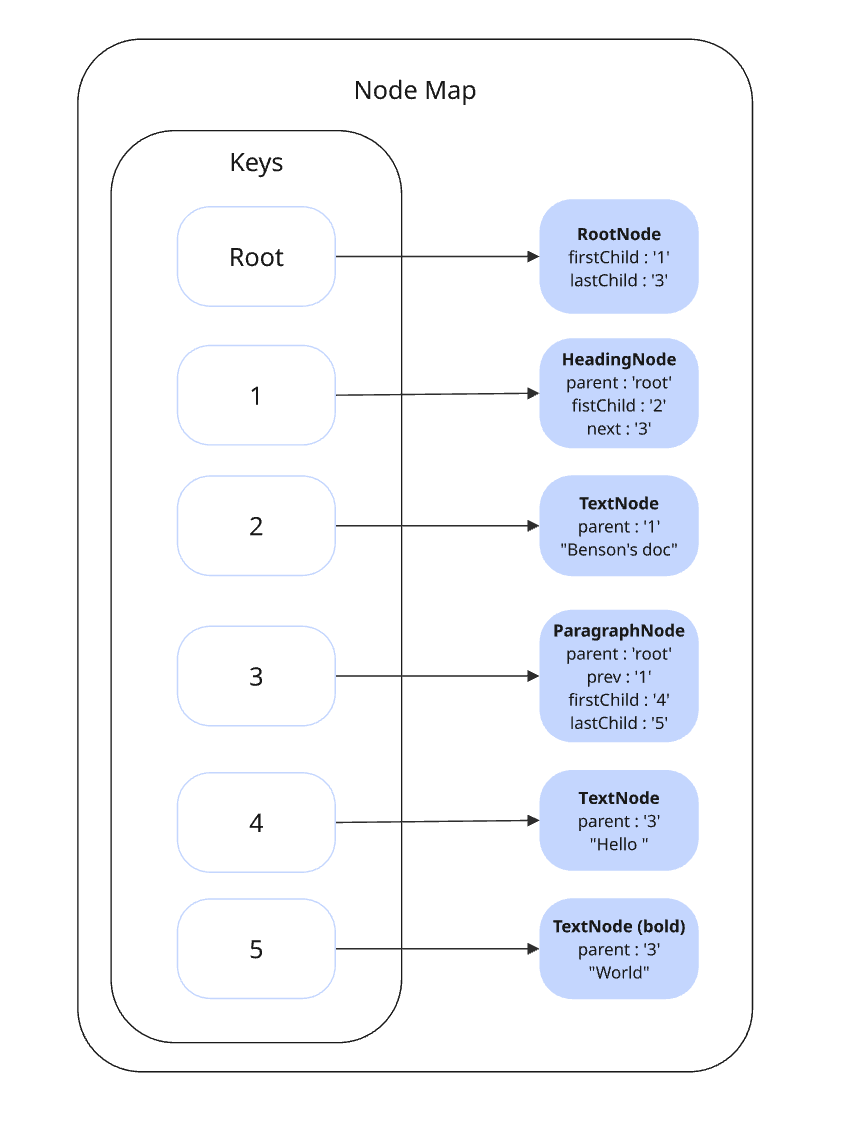 Node Map
Keys
Root
RootNode
firstChild : '1'
lastChild : '3'
1
HeadingNode
parent : 'root'
fistChild : '2'
next : '3'
2
TextNode
parent : '1'
"Benson's doc"
3
ParagraphNode
parent : 'root'
prev : '1'
firstChild : '4'
lastChild : '5'
4
TextNode
parent : '3'
"Hello "
5
TextNode (bold)
parent : '3'
"World"